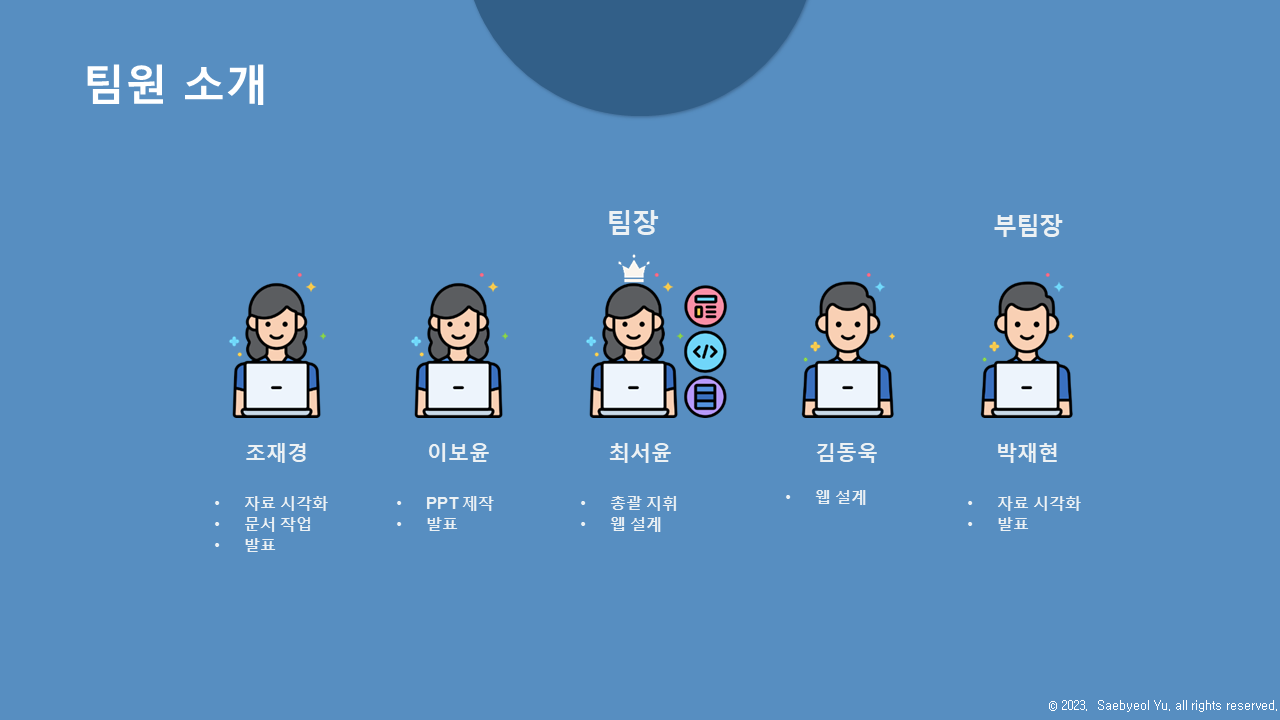 팀원 소개
팀장
부팀장
조재경
이보윤
최서윤
김동욱
박재현
• 자료 시각화
• 문서 작업
• 발표
• PPT 제작
• 발표
• 총괄 지휘
• 웹 설계
• 웹 설계
• 자료 시각화
• 발표
© 2023. Saebyeol Yu. all rights reserved.